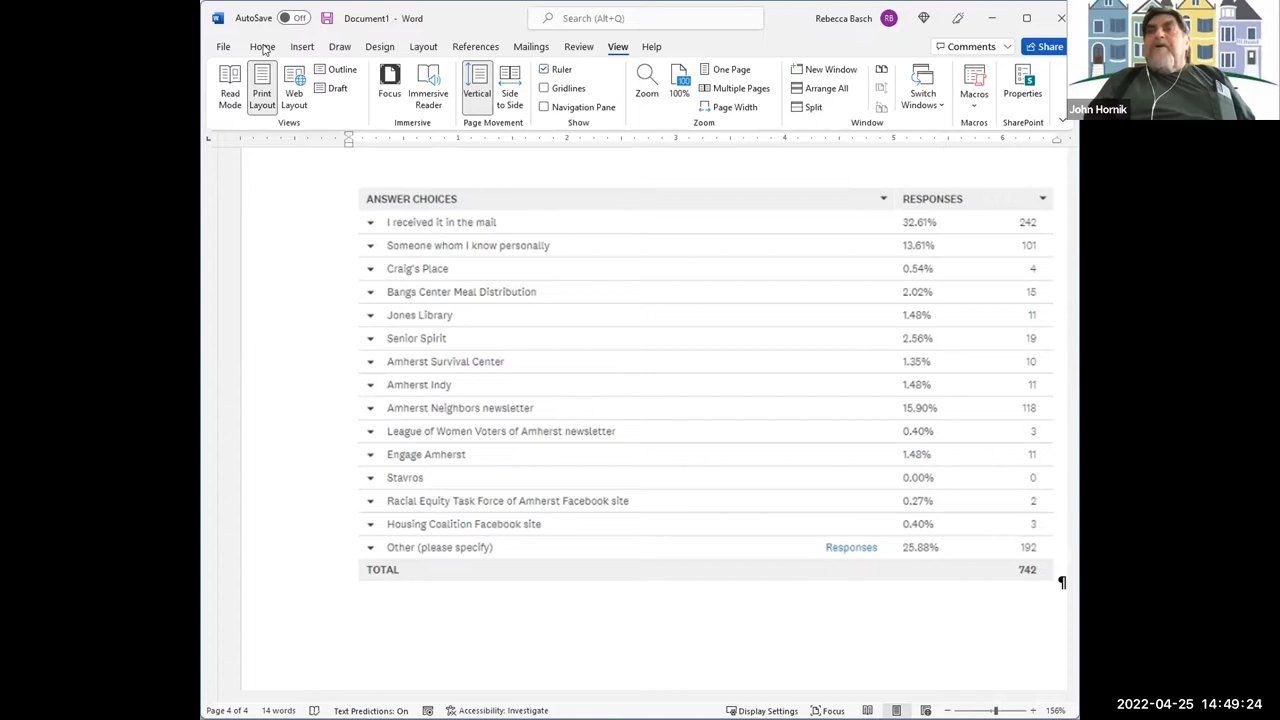 AutoSave Off Document1 - Word Search (Alt+Q) Rebecca Basch RB
File Home Insert Draw Design Layout References Mailings Review View Help Comments Share
Read Mode Print Layout Web Layout Outline Draft Focus Immersive Reader Vertical Side to Side Ruler Gridlines Navigation Pane Zoom 100 100% One Page Multiple Pages Page Width New Window Arrange All Split Switch Windows Macros Properties
Views Immersive Page Movement Show Zoom Window Macros SharePoint
John Hornik
1 2 3 4 5 6
ANSWER CHOICES RESPONSES
I received it in the mail 32.61% 242
Someone whom I know personally 13.61% 101
Craig's Place 0.54% 4
Bangs Center Meal Distribution 2.02% 15
Jones Library 1.48% 11
Senior Spirit 2.56% 19
Amherst Survival Center 1.35% 10
Amherst Indy 1.48% 11
Amherst Neighbors newsletter 15.90% 118
League of Women Voters of Amherst newsletter 0.40% 3
Engage Amherst 1.48% 11
Stavros 0.00% 0
Racial Equity Task Force of Amherst Facebook site 0.27% 2
Housing Coalition Facebook site 0.40% 3
Other (please specify) Responses 25.88% 192
TOTAL 742
¶
Page 4 of 4 14 words Text Predictions: On Accessibility: Investigate Display Settings Focus 156%
2022-04-25 14:49:24